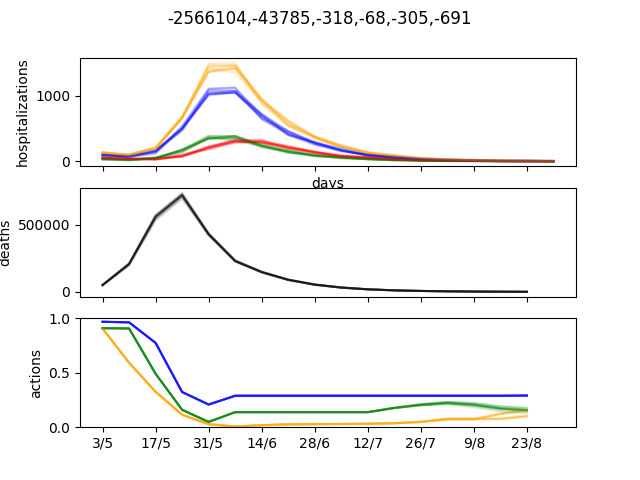 -2566104,-43785,-318,-68,-305,-691
hospitalizations
1000
0
days
deaths
500000
0
actions
1.0
0.5
0.0
3/5 17/5 31/5 14/6 28/6 12/7 26/7 9/8 23/8